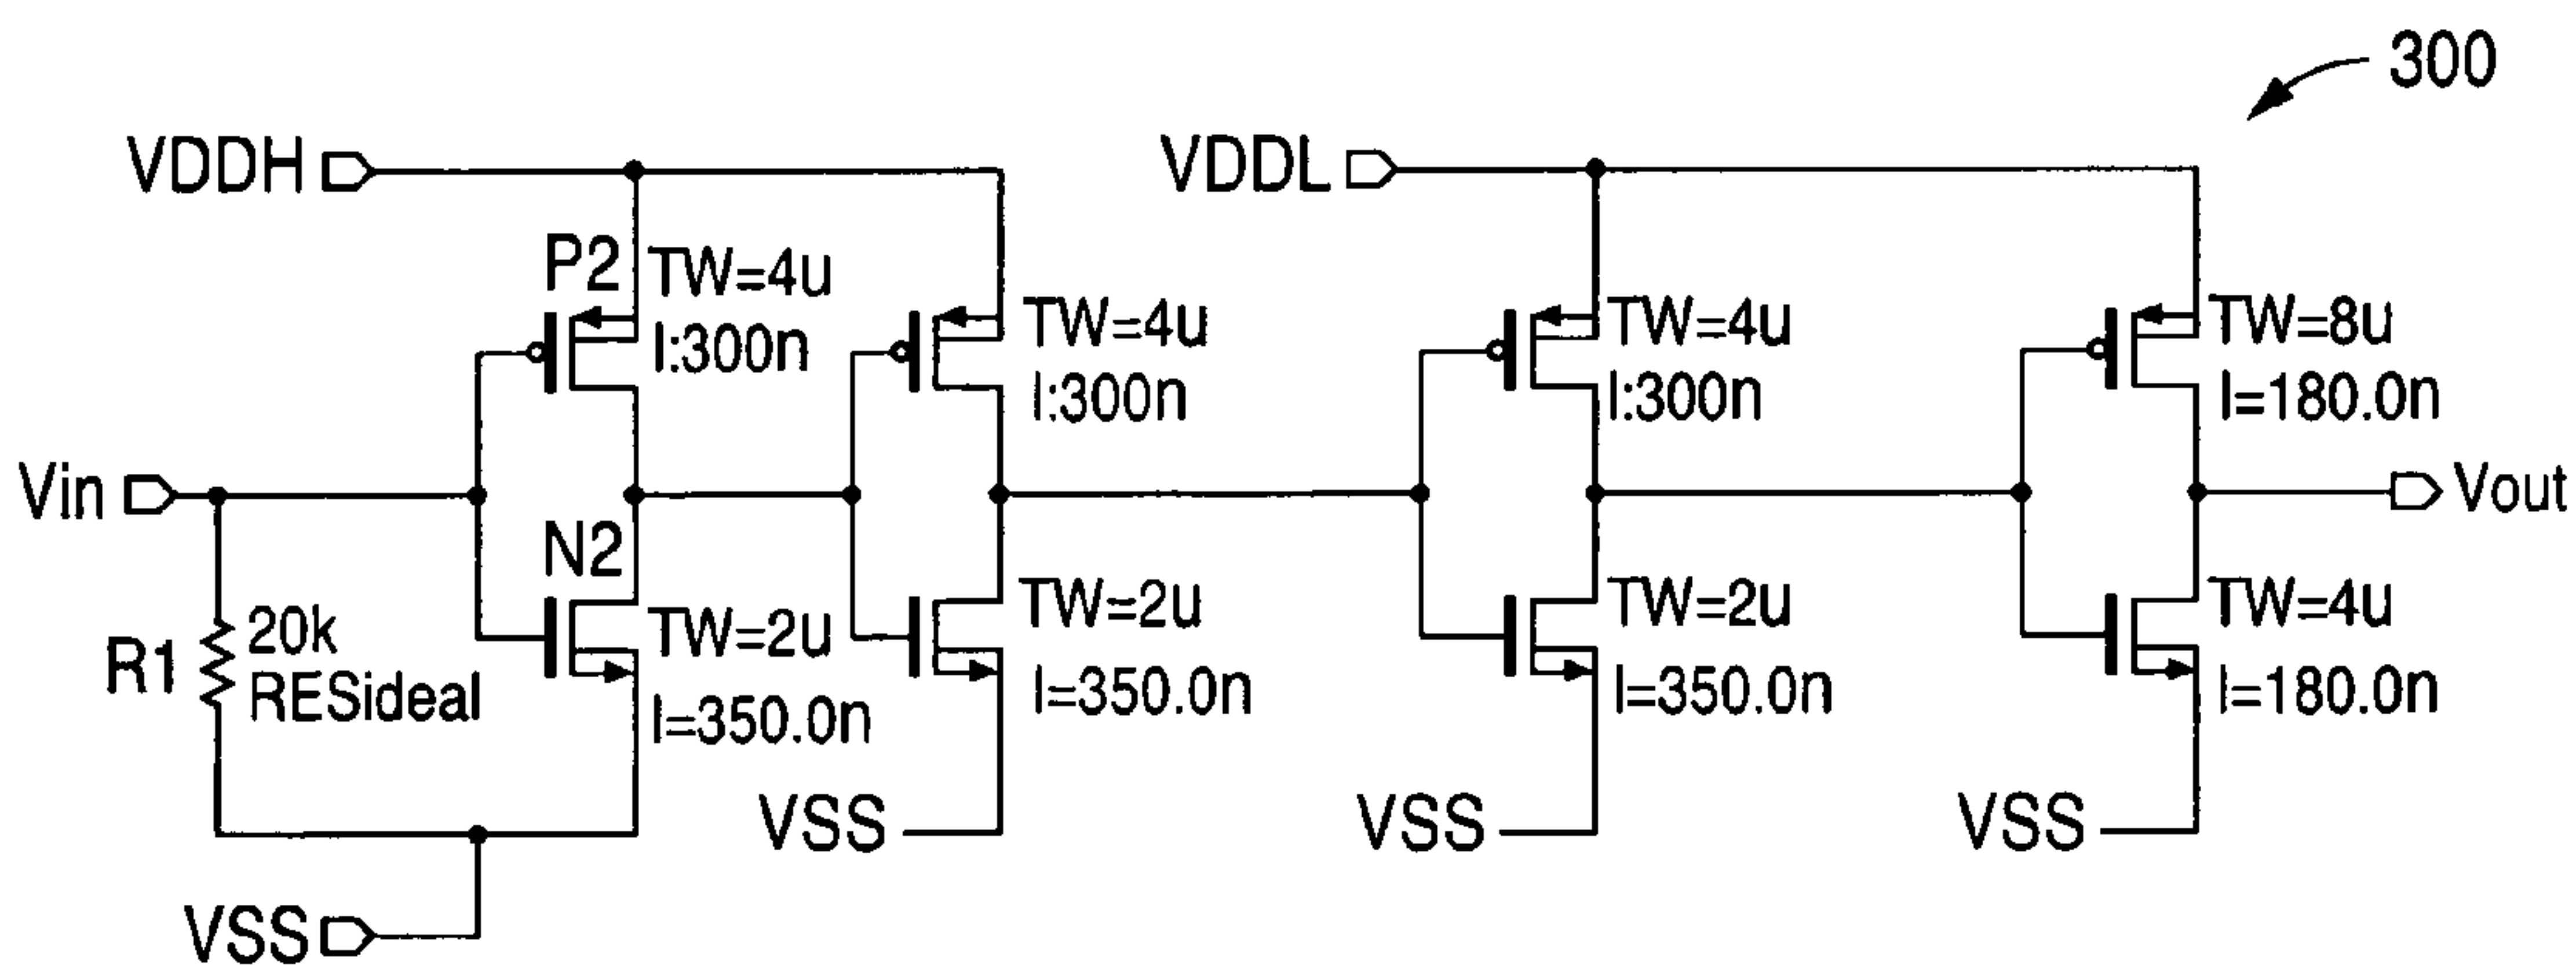 300
VDDH
VDDL
P2
TW=4u
l:300n
TW=4u
l:300n
TW=4u
l:300n
TW=8u
l=180.0n
Vin
Vout
N2
R1
20k
RESideal
TW=2u
l=350.0n
TW=2u
l=350.0n
TW=2u
l=350.0n
TW=4u
l=180.0n
VSS
VSS
VSS
VSS